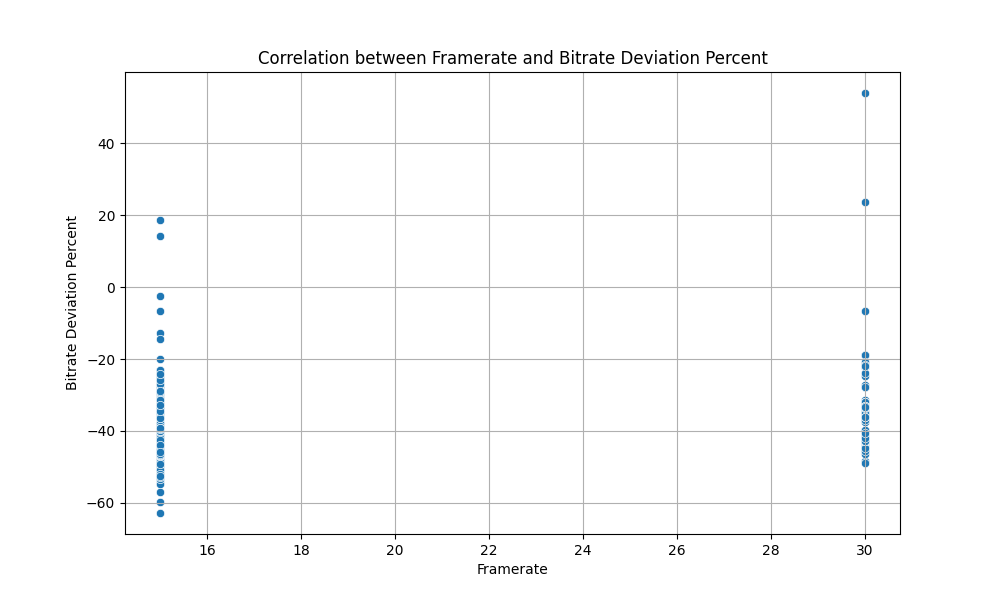 Correlation between Framerate and Bitrate Deviation Percent
Bitrate Deviation Percent
40
20
0
−20
−40
−60
16 18 20 22 24 26 28 30
Framerate